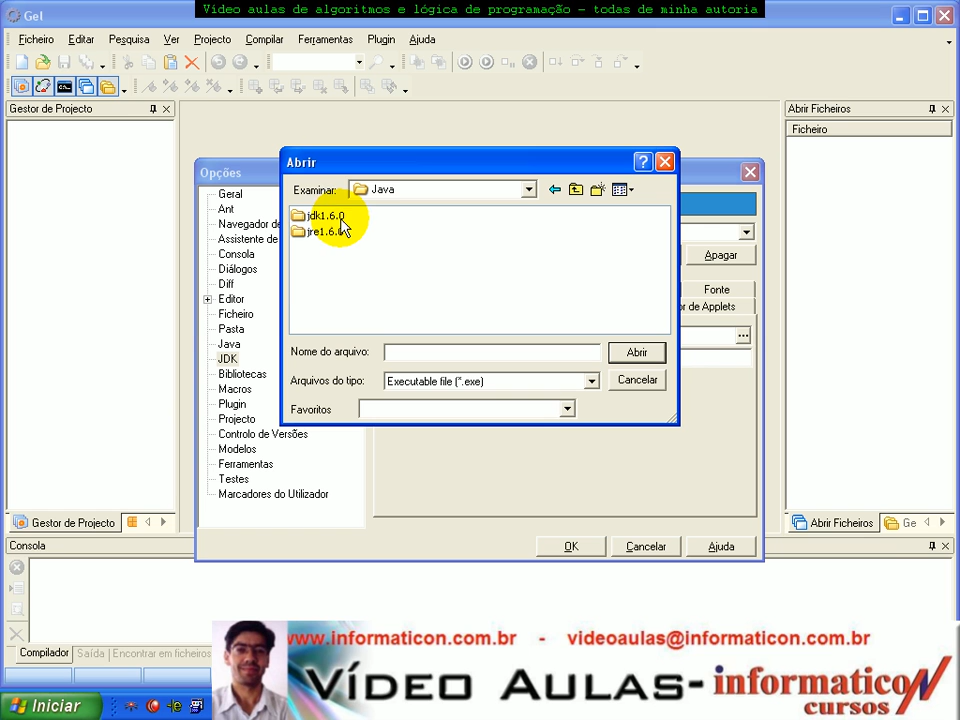 Vídeo aulas de algoritmos e lógica de programação - todas de minha autoria
Gel
Ficheiro Editar Pesquisa Ver Projecto Compilar Ferramentas Plugin Ajuda
Gestor de Projecto
Abrir Ficheiros
Ficheiro
Opções
Geral
Ant
Navegador de
Assistente de
Consola
Diálogos
Diff
Editor
Ficheiro
Pasta
Java
JDK
Bibliotecas
Macros
Plugin
Projecto
Controlo de Versões
Modelos
Ferramentas
Testes
Marcadores do Utilizador
Apagar
Fonte
or de Applets
OK Cancelar Ajuda
Abrir
Examinar: Java
jdk1.6.0
jre1.6.0
Nome do arquivo: Abrir
Arquivos do tipo: Executable file (*.exe) Cancelar
Favoritos
Gestor de Projecto
Abrir Ficheiros Ge
Consola
Compilador Saída Encontrar em ficheiros
www.informaticon.com.br - videoaulas@informaticon.com.br
Vídeo Aulas- informaticon
cursos
Iniciar